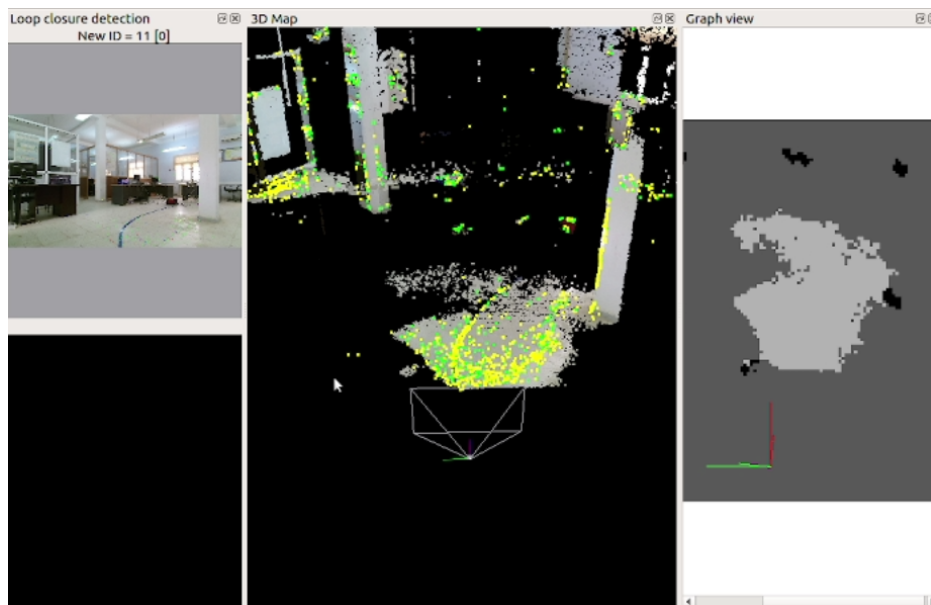 Loop closure detection
New ID = 11 [0]
3D Map
Graph view